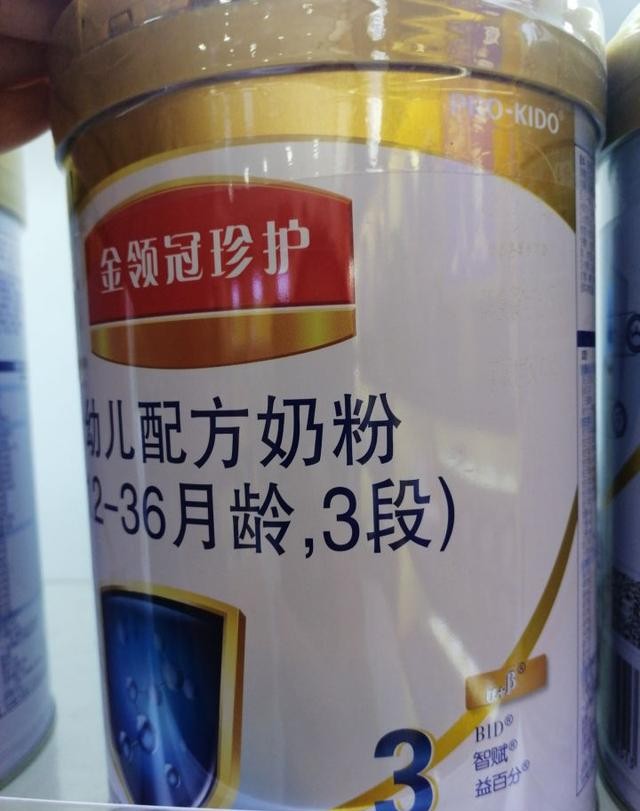 PRO-KIDO®
金领冠珍护
幼儿配方奶粉
12-36月龄,3段)
α+β®
BID®
智赋®
益百分®
3